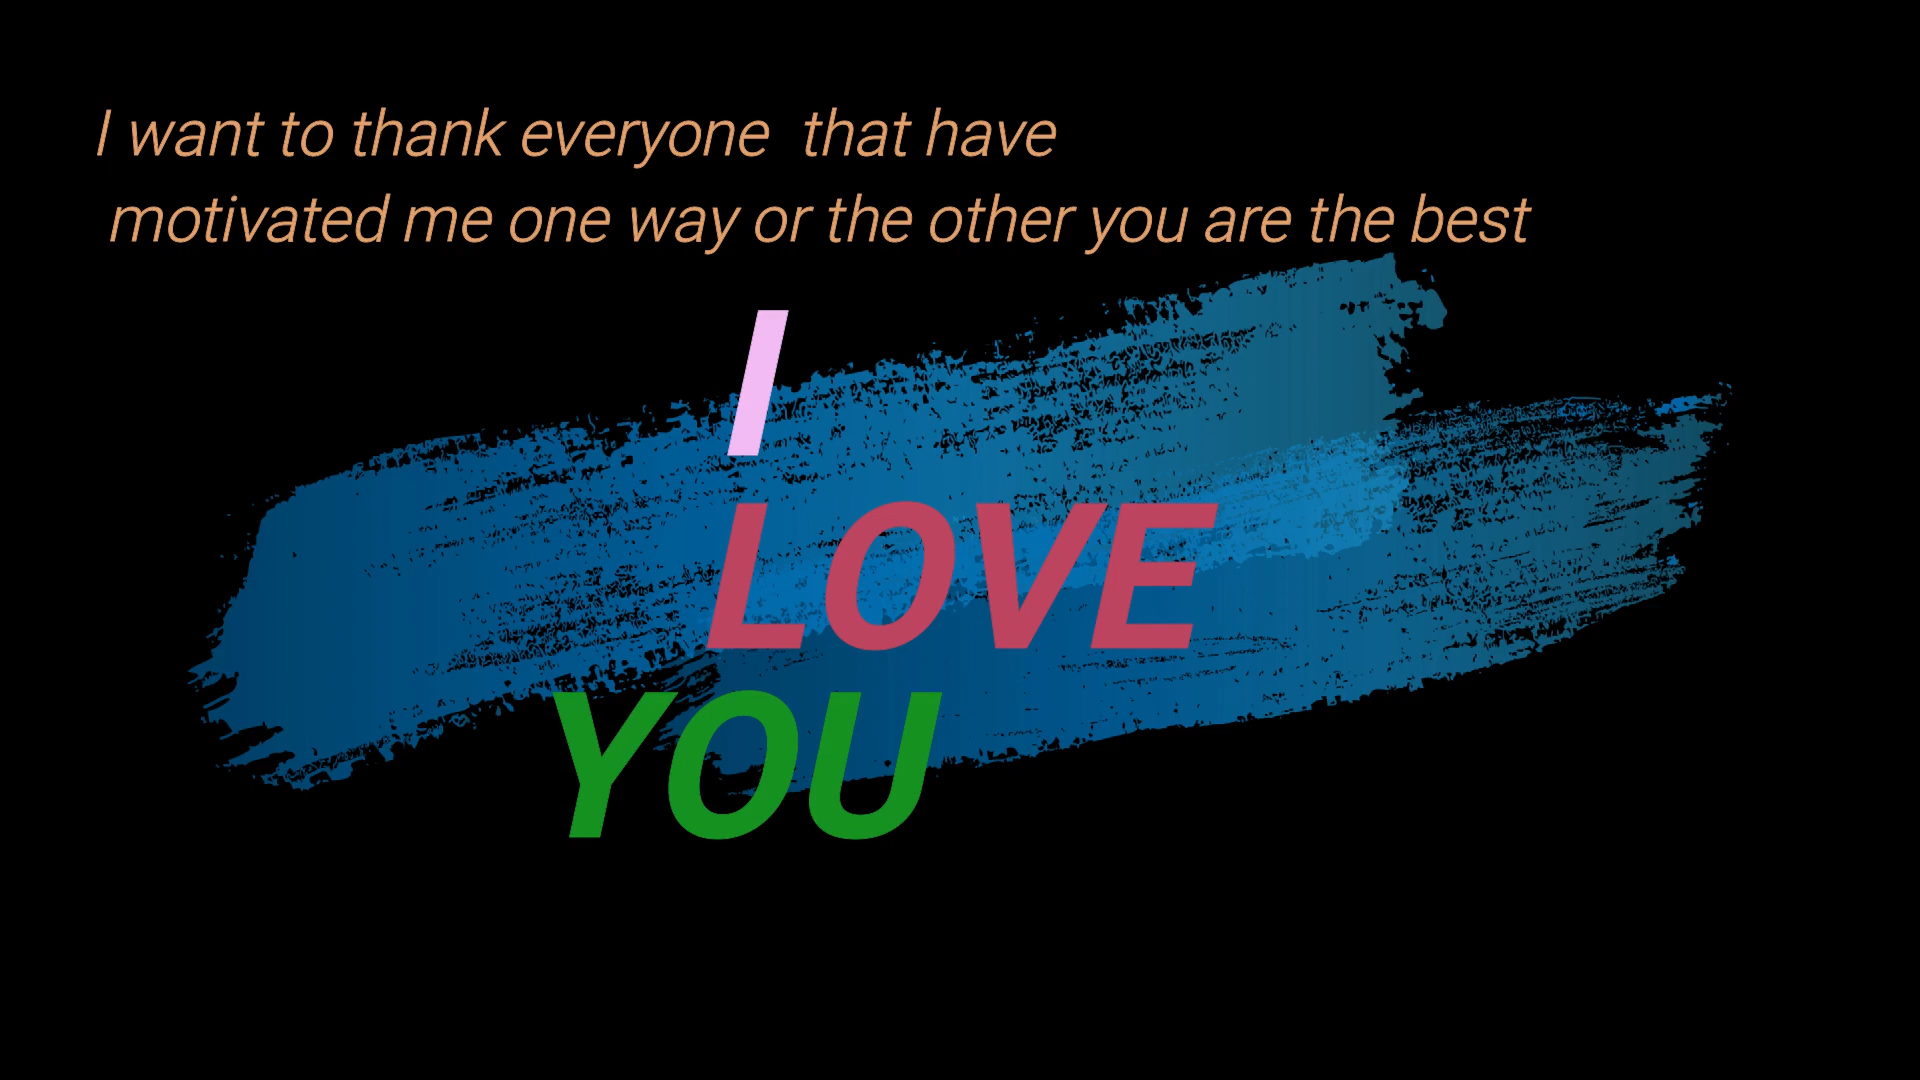 I want to thank everyone  that have
motivated me one way or the other you are the best
I
LOVE
YOU